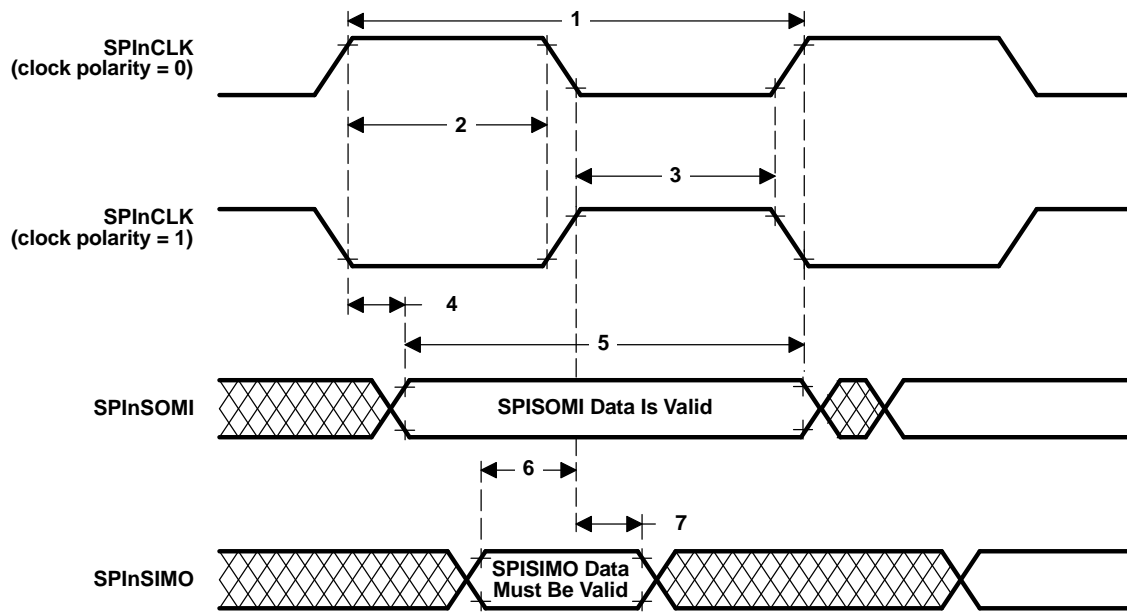 1
SPInCLK
(clock polarity = 0)
2
3
SPInCLK
(clock polarity = 1)
4
5
SPInSOMI
SPISOMI Data Is Valid
6
7
SPInSIMO
SPISIMO Data
Must Be Valid